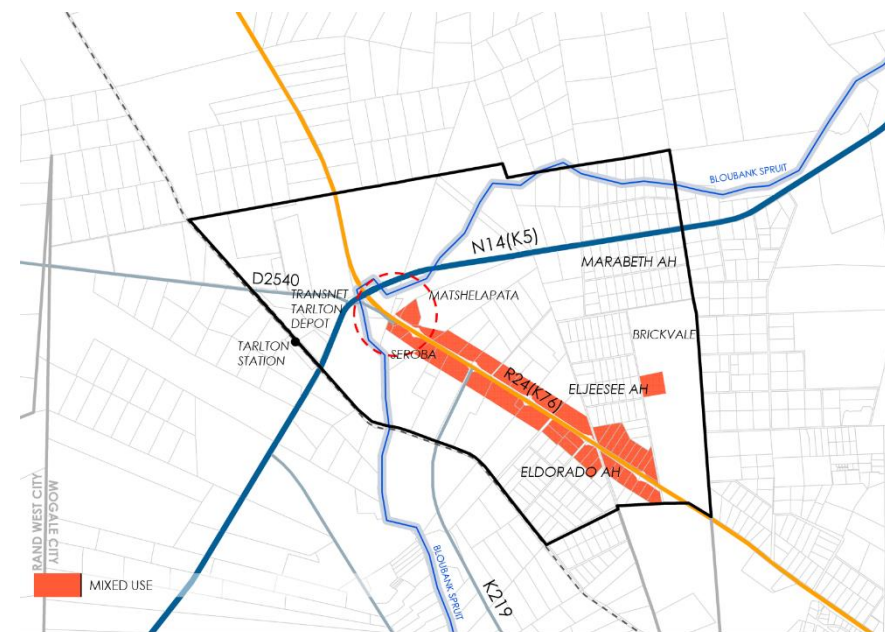 BLOUBANK SPRUIT
N14(K5)
MARABETH AH
D2540
TRANSNET
TARLTON
DEPOT
MATSHELAPATA
BRICKVALE
TARLTON
STATION
SEROBA
R24(K76)
ELJEESEE AH
ELDORADO AH
RAND WEST CITY
MOGALE CITY
BLOUBANK
SPRUIT
K219
MIXED USE